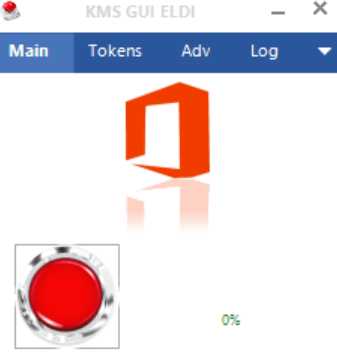 KMS GUI ELDI
Main Tokens Adv Log
0%